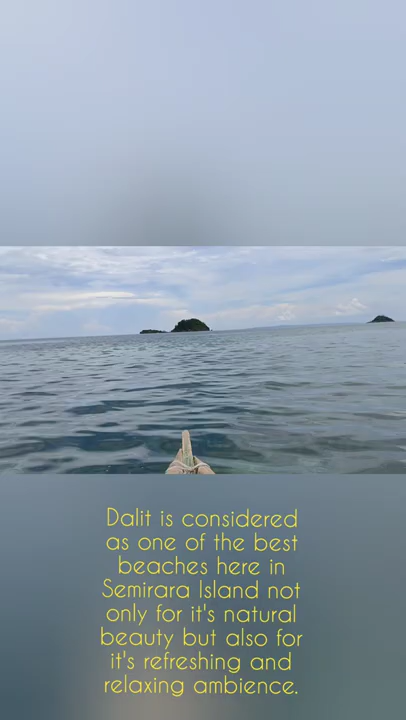 Dalit is considered
as one of the best
beaches here in
Semirara Island not
only for it's natural
beauty but also for
it's refreshing and
relaxing ambience.